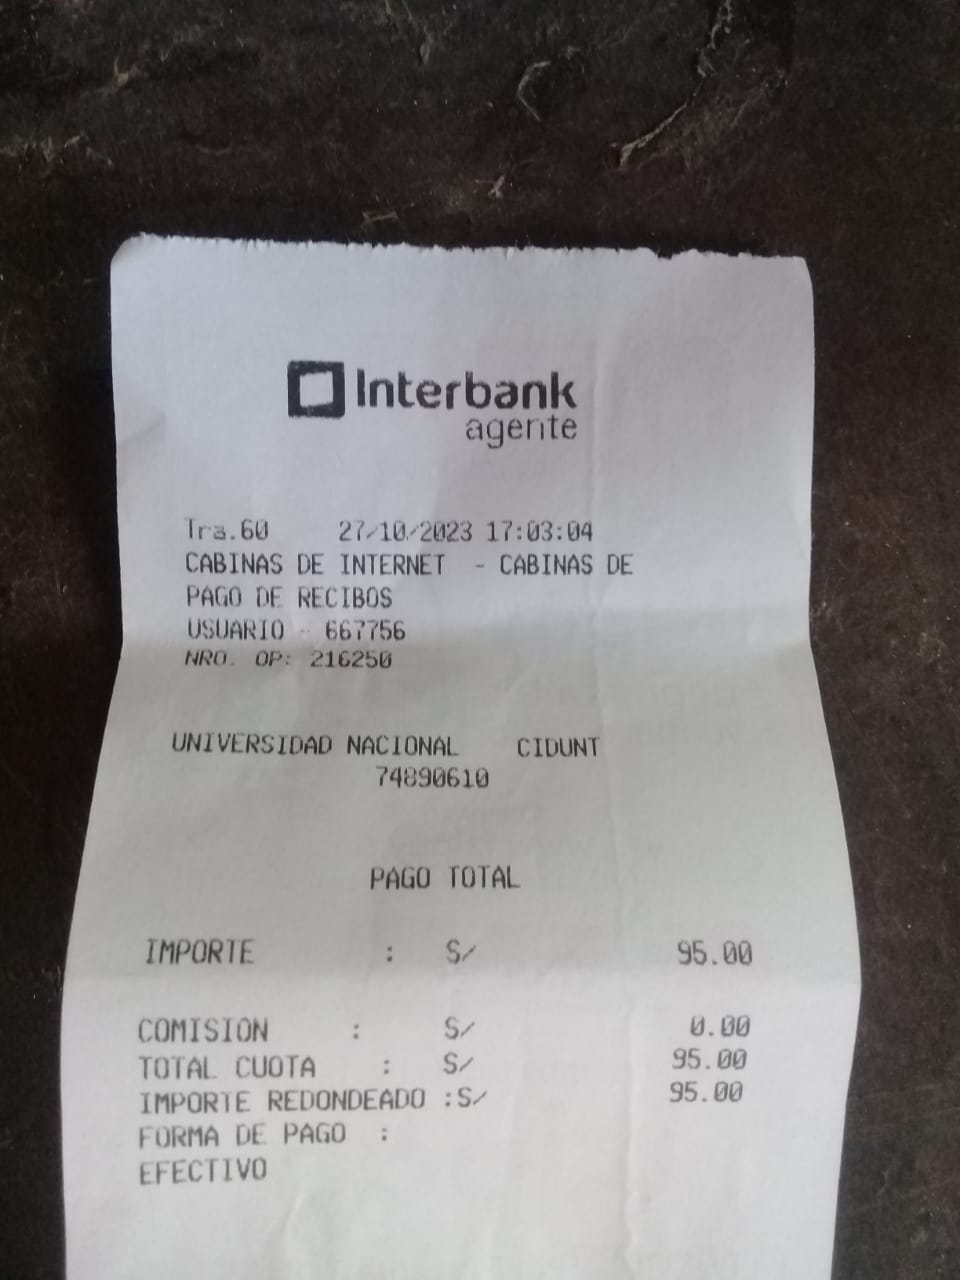 Interbank
agente
Tra.60 27/10/2023 17:03:04
CABINAS DE INTERNET - CABINAS DE
PAGO DE RECIBOS
USUARIO - 667756
NRO. OP: 216250
UNIVERSIDAD NACIONAL CIDUNT
74890610
PAGO TOTAL
IMPORTE : S/ 95.00
COMISION : S/ 0.00
TOTAL CUOTA : S/ 95.00
IMPORTE REDONDEADO :S/ 95.00
FORMA DE PAGO :
EFECTIVO